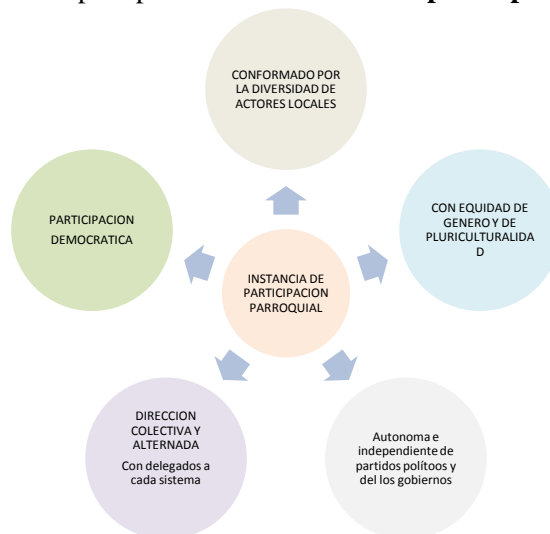 CONFORMADO POR
LA DIVERSIDAD DE
ACTORES LOCALES
PARTICIPACION
DEMOCRATICA
CON EQUIDAD DE
GENERO Y DE
PLURICULTURALIDA
D
INSTANCIA DE
PARTICIPACION
PARROQUIAL
DIRECCION
COLECTIVA Y
ALTERNADA
Con delegados a
cada sistema
Autonoma e
independiente de
partidos polítoos y
del los gobiernos